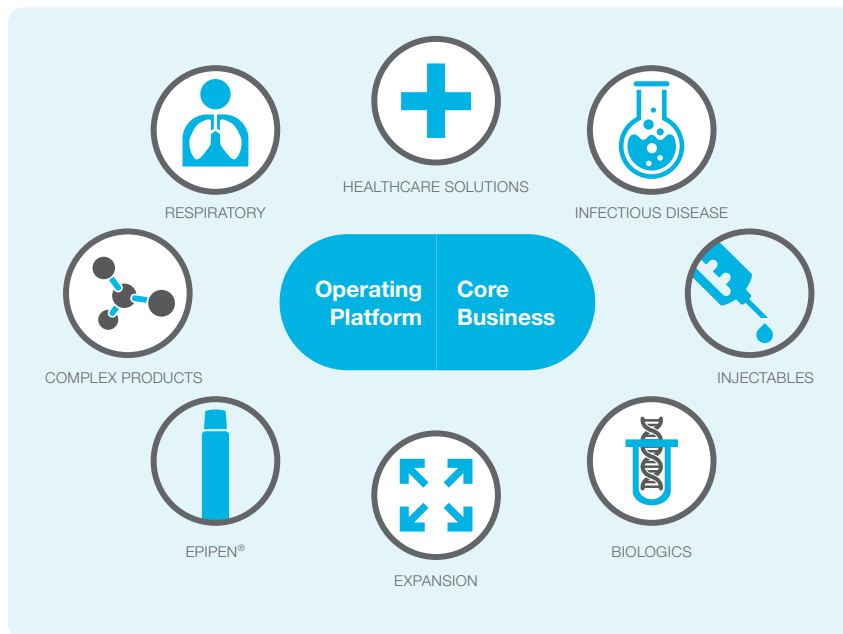 HEALTHCARE SOLUTIONS
RESPIRATORY
INFECTIOUS DISEASE
Operating
Platform
Core
Business
COMPLEX PRODUCTS
INJECTABLES
EPIPEN®
BIOLOGICS
EXPANSION